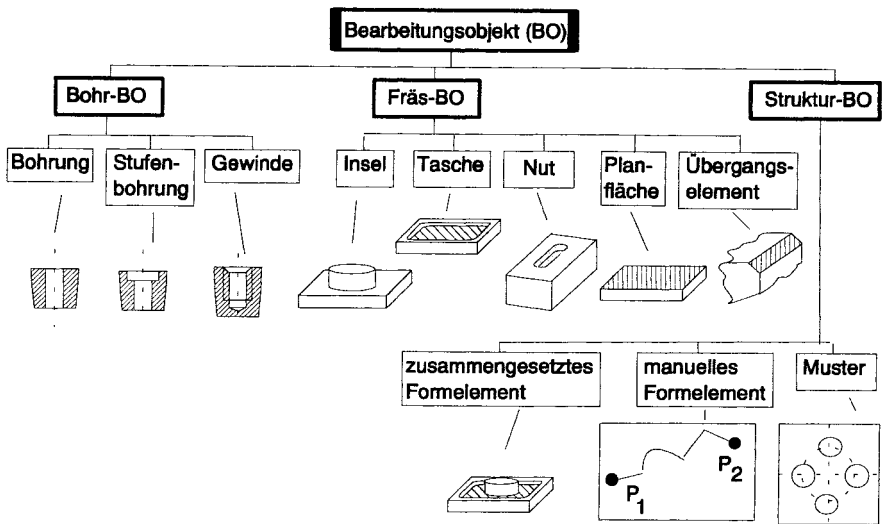 Bearbeitungsobjekt (BO)
Bohr-BO
Fräs-BO
Struktur-BO
Bohrung
Stufen-
bohrung
Gewinde
Insel
Tasche
Nut
Plan-
fläche
Übergangs-
element
zusammengesetztes
Formelement
manuelles
Formelement
Muster
P1
P2